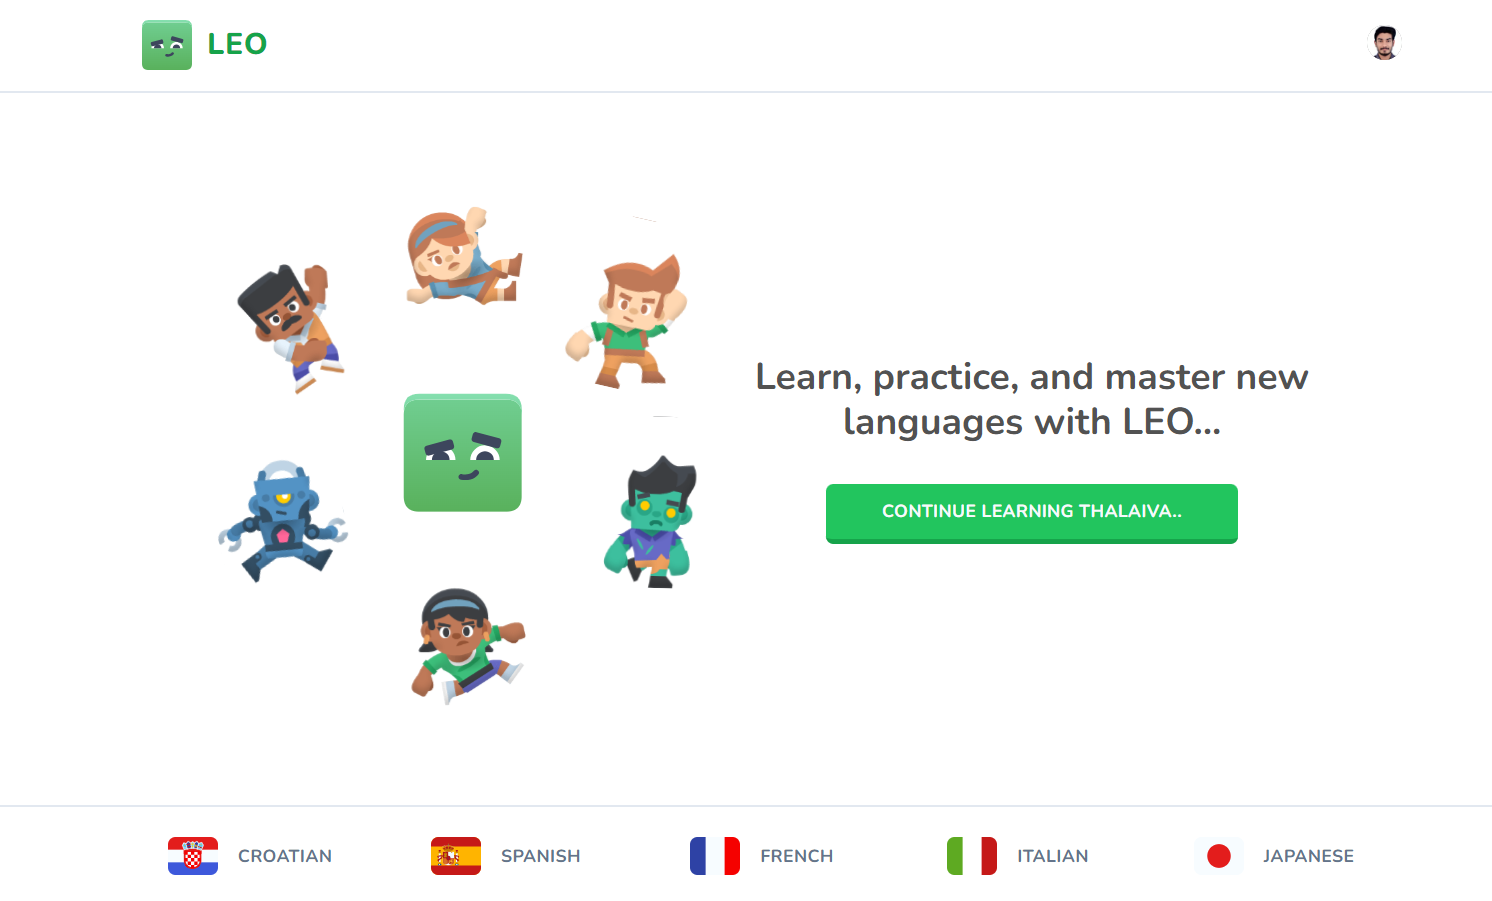 LEO
Learn, practice, and master new
languages with LEO...
CONTINUE LEARNING THALAIVA..
CROATIAN
SPANISH
FRENCH
ITALIAN
JAPANESE